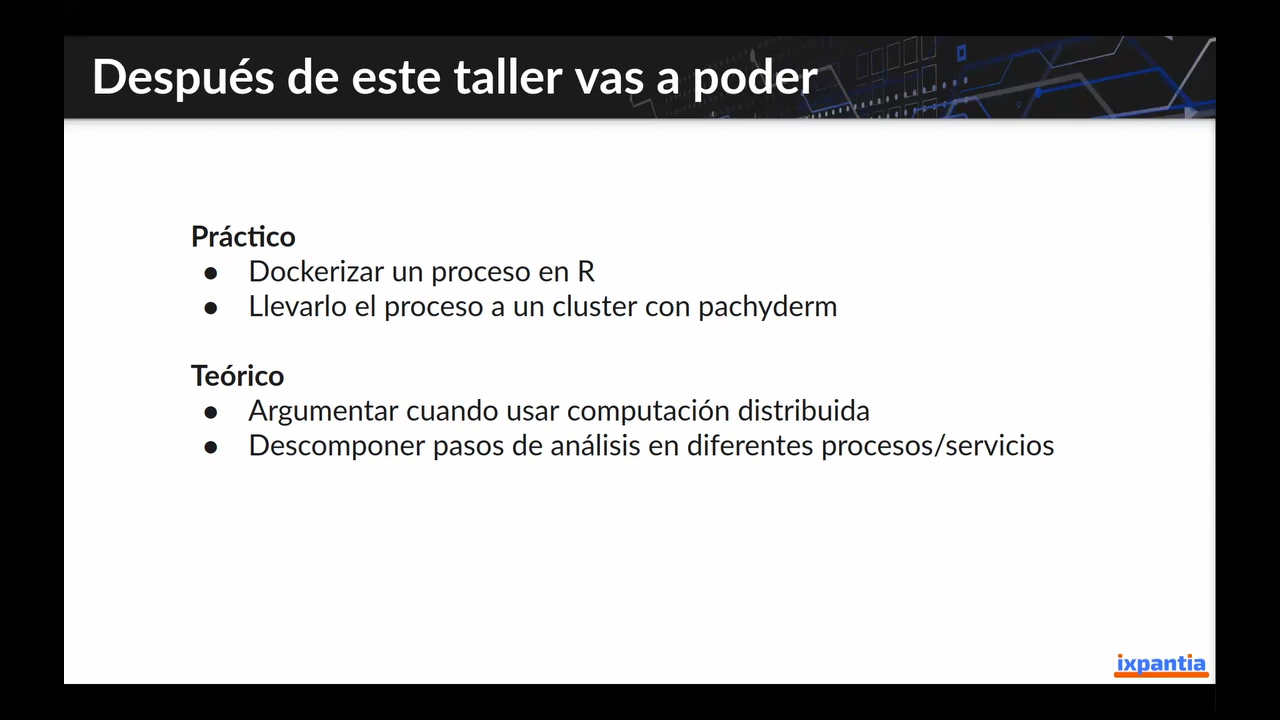 Después de este taller vas a poder
Práctico
● Dockerizar un proceso en R
● Llevarlo el proceso a un cluster con pachyderm
Teórico
● Argumentar cuando usar computación distribuida
● Descomponer pasos de análisis en diferentes procesos/servicios
ixpantia